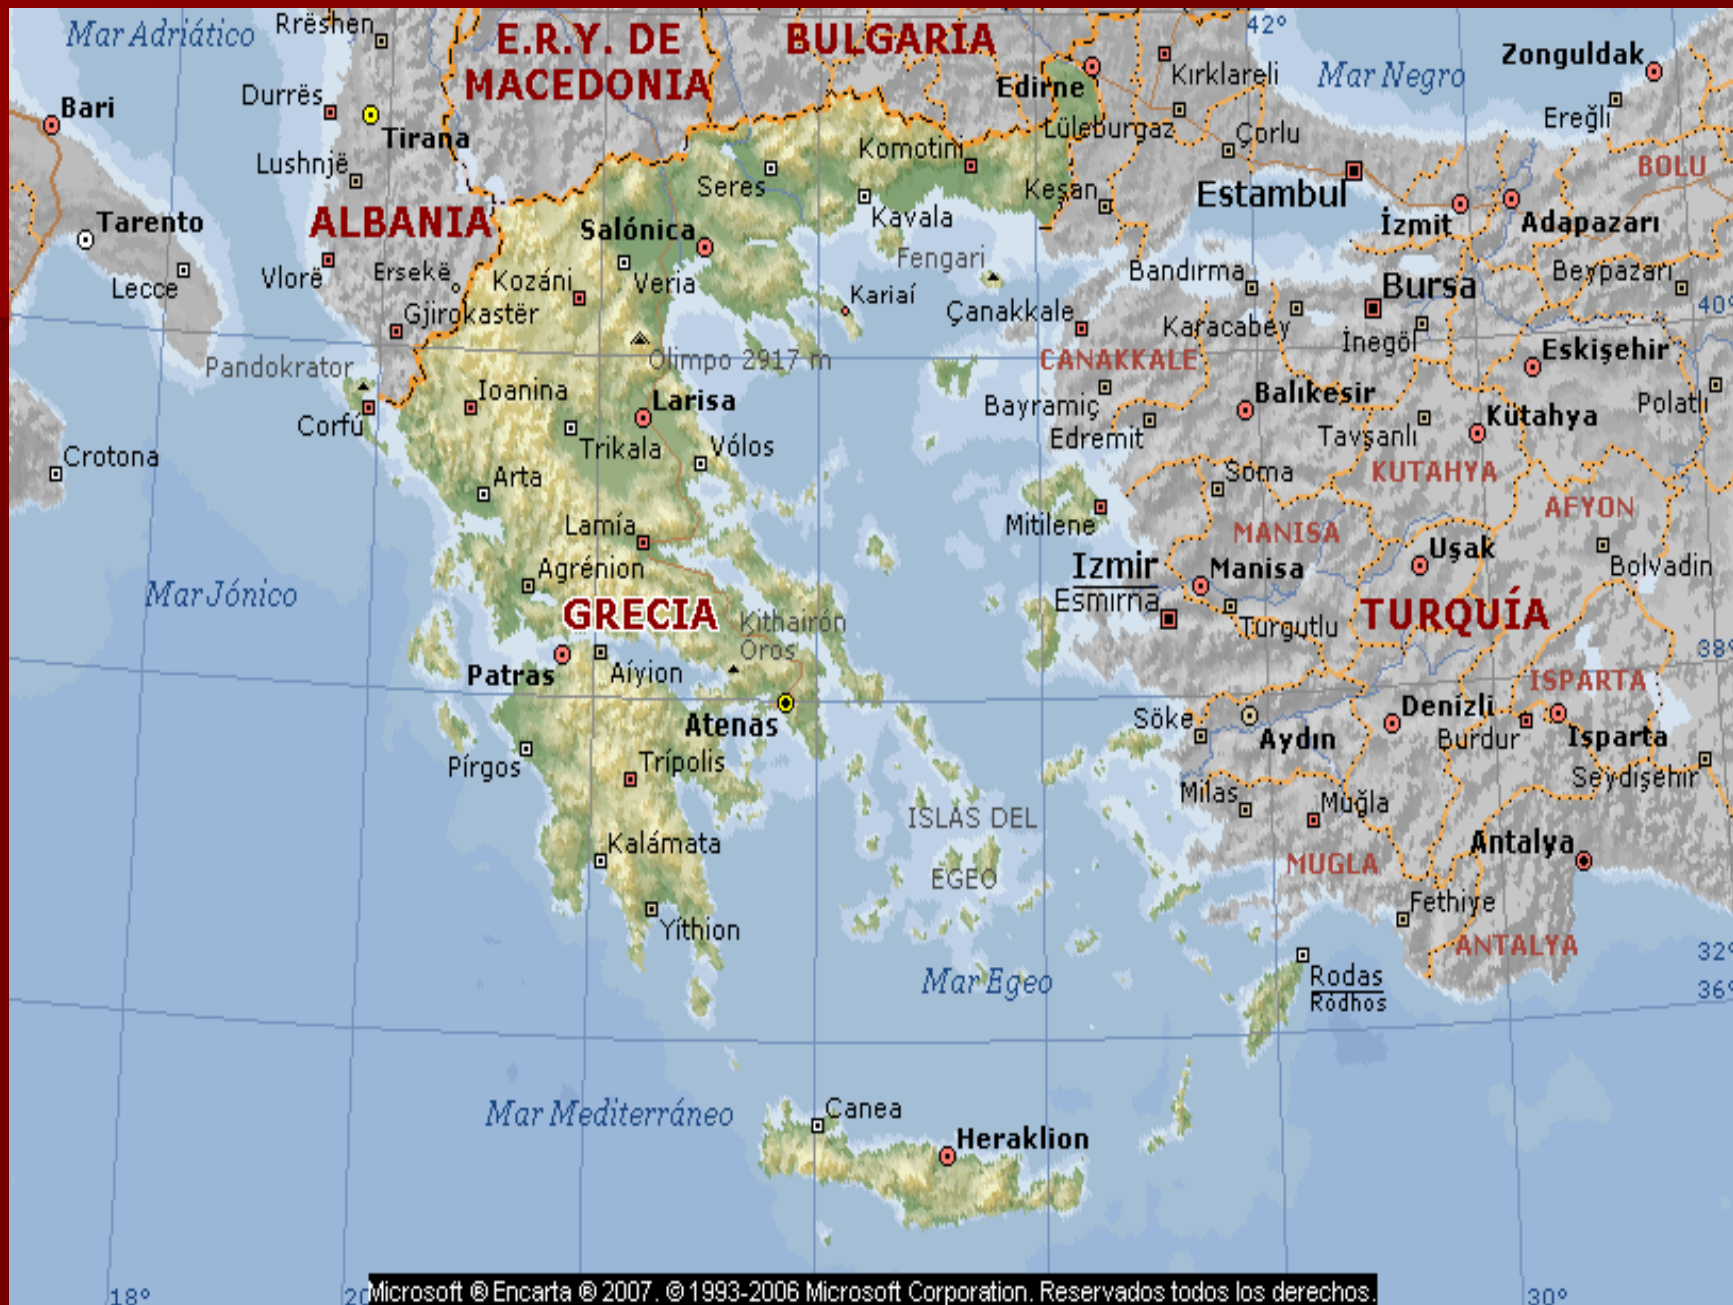 Mar Adriático
Rrëshen
E.R.Y. DE
MACEDONIA
BULGARIA
42°
Zonguldak
Mar Negro
Edirne
Kırklareli
Ereğli
Bari
Durrës
Tirana
Lüleburgaz
Çorlu
Komotini
Lushnjë
BOLU
Seres
Keşan
Estambul
Kavala
İzmit
Adapazarı
Tarento
ALBANIA
Salónica
Fengari
Lecce
Vlorë
Ersekë
Kozáni
Veria
Kariaí
Bandırma
Beypazarı
Bursa
40°
Gjirokastër
Çanakkale
Karacabey
İnegöl
Eskişehir
Pandokrator
Olimpo 2917 m
CANAKKALE
Ioanina
Larisa
Bayramiç
Balıkesir
Polatlı
Corfú
Trikala
Vólos
Edremit
Tavşanlı
Kütahya
Crotona
Arta
Soma
KUTAHYA
Lamía
Mitilene
MANISA
AFYON
Agrénion
Izmir
Esmirna
Manisa
Uşak
Bolvadin
Mar Jónico
GRECIA
Kithairón
Óros
Turgutlu
TURQUÍA
38°
Patras
Aíyion
ISPARTA
Atenas
Söke
Aydın
Denizli
Burdur
Isparta
Pírgos
Trípolis
Seydişehir
Milas
Muğla
ISLAS DEL
EGEO
Kalámata
MUGLA
Antalya
Yíthion
Fethiye
ANTALYA
32°
Mar Egeo
Rodas
Ródhos
36°
Mar Mediterráneo
Canea
Heraklion
18°
20
Microsoft ® Encarta ® 2007. © 1993-2006 Microsoft Corporation. Reservados todos los derechos.
30°